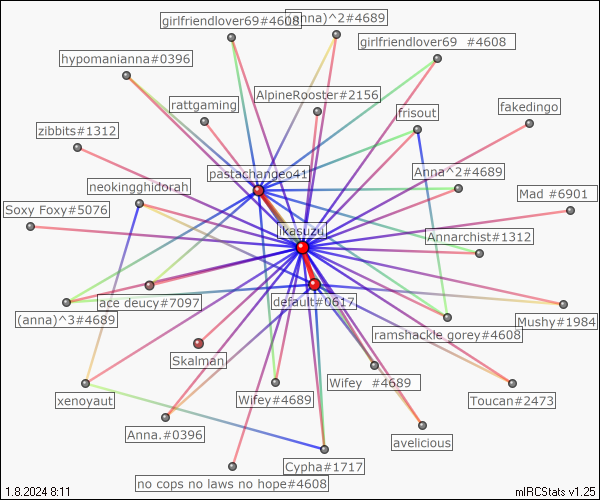 girlfriendlover69#4608
(anna)^2#4689
girlfriendlover69 #4608
hypomanianna#0396
AlpineRooster#2156
rattgaming
frisout
fakedingo
zibbits#1312
pastachangeo41
Anna^2#4689
neokingghidorah
Mad #6901
Soxy Foxy#5076
ikasuzu
Annarchist#1312
ace deucy#7097
default#0617
(anna)^3#4689
ramshackle gorey#4608
Mushy#1984
Skalman
Wifey #4689
xenoyaut
Wifey#4689
Toucan#2473
Anna.#0396
avelicious
Cypha#1717
no cops no laws no hope#4608
1.8.2024 8:11
mIRCStats v1.25